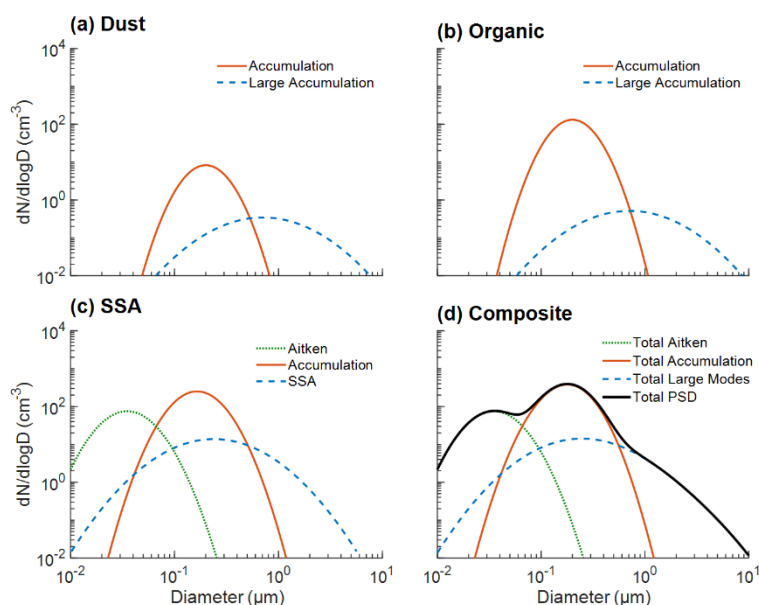 (a) Dust
10^4
10^2
10^0
10^-2
dN/dlogD (cm^-3)
Accumulation
Large Accumulation
(b) Organic
10^4
10^2
10^0
10^-2
Accumulation
Large Accumulation
(c) SSA
10^4
10^2
10^0
10^-2
dN/dlogD (cm^-3)
Aitken
Accumulation
SSA
10^-2
10^-1
10^0
10^1
Diameter (μm)
(d) Composite
10^4
10^2
10^0
10^-2
Total Aitken
Total Accumulation
Total Large Modes
Total PSD
10^-2
10^-1
10^0
10^1
Diameter (μm)